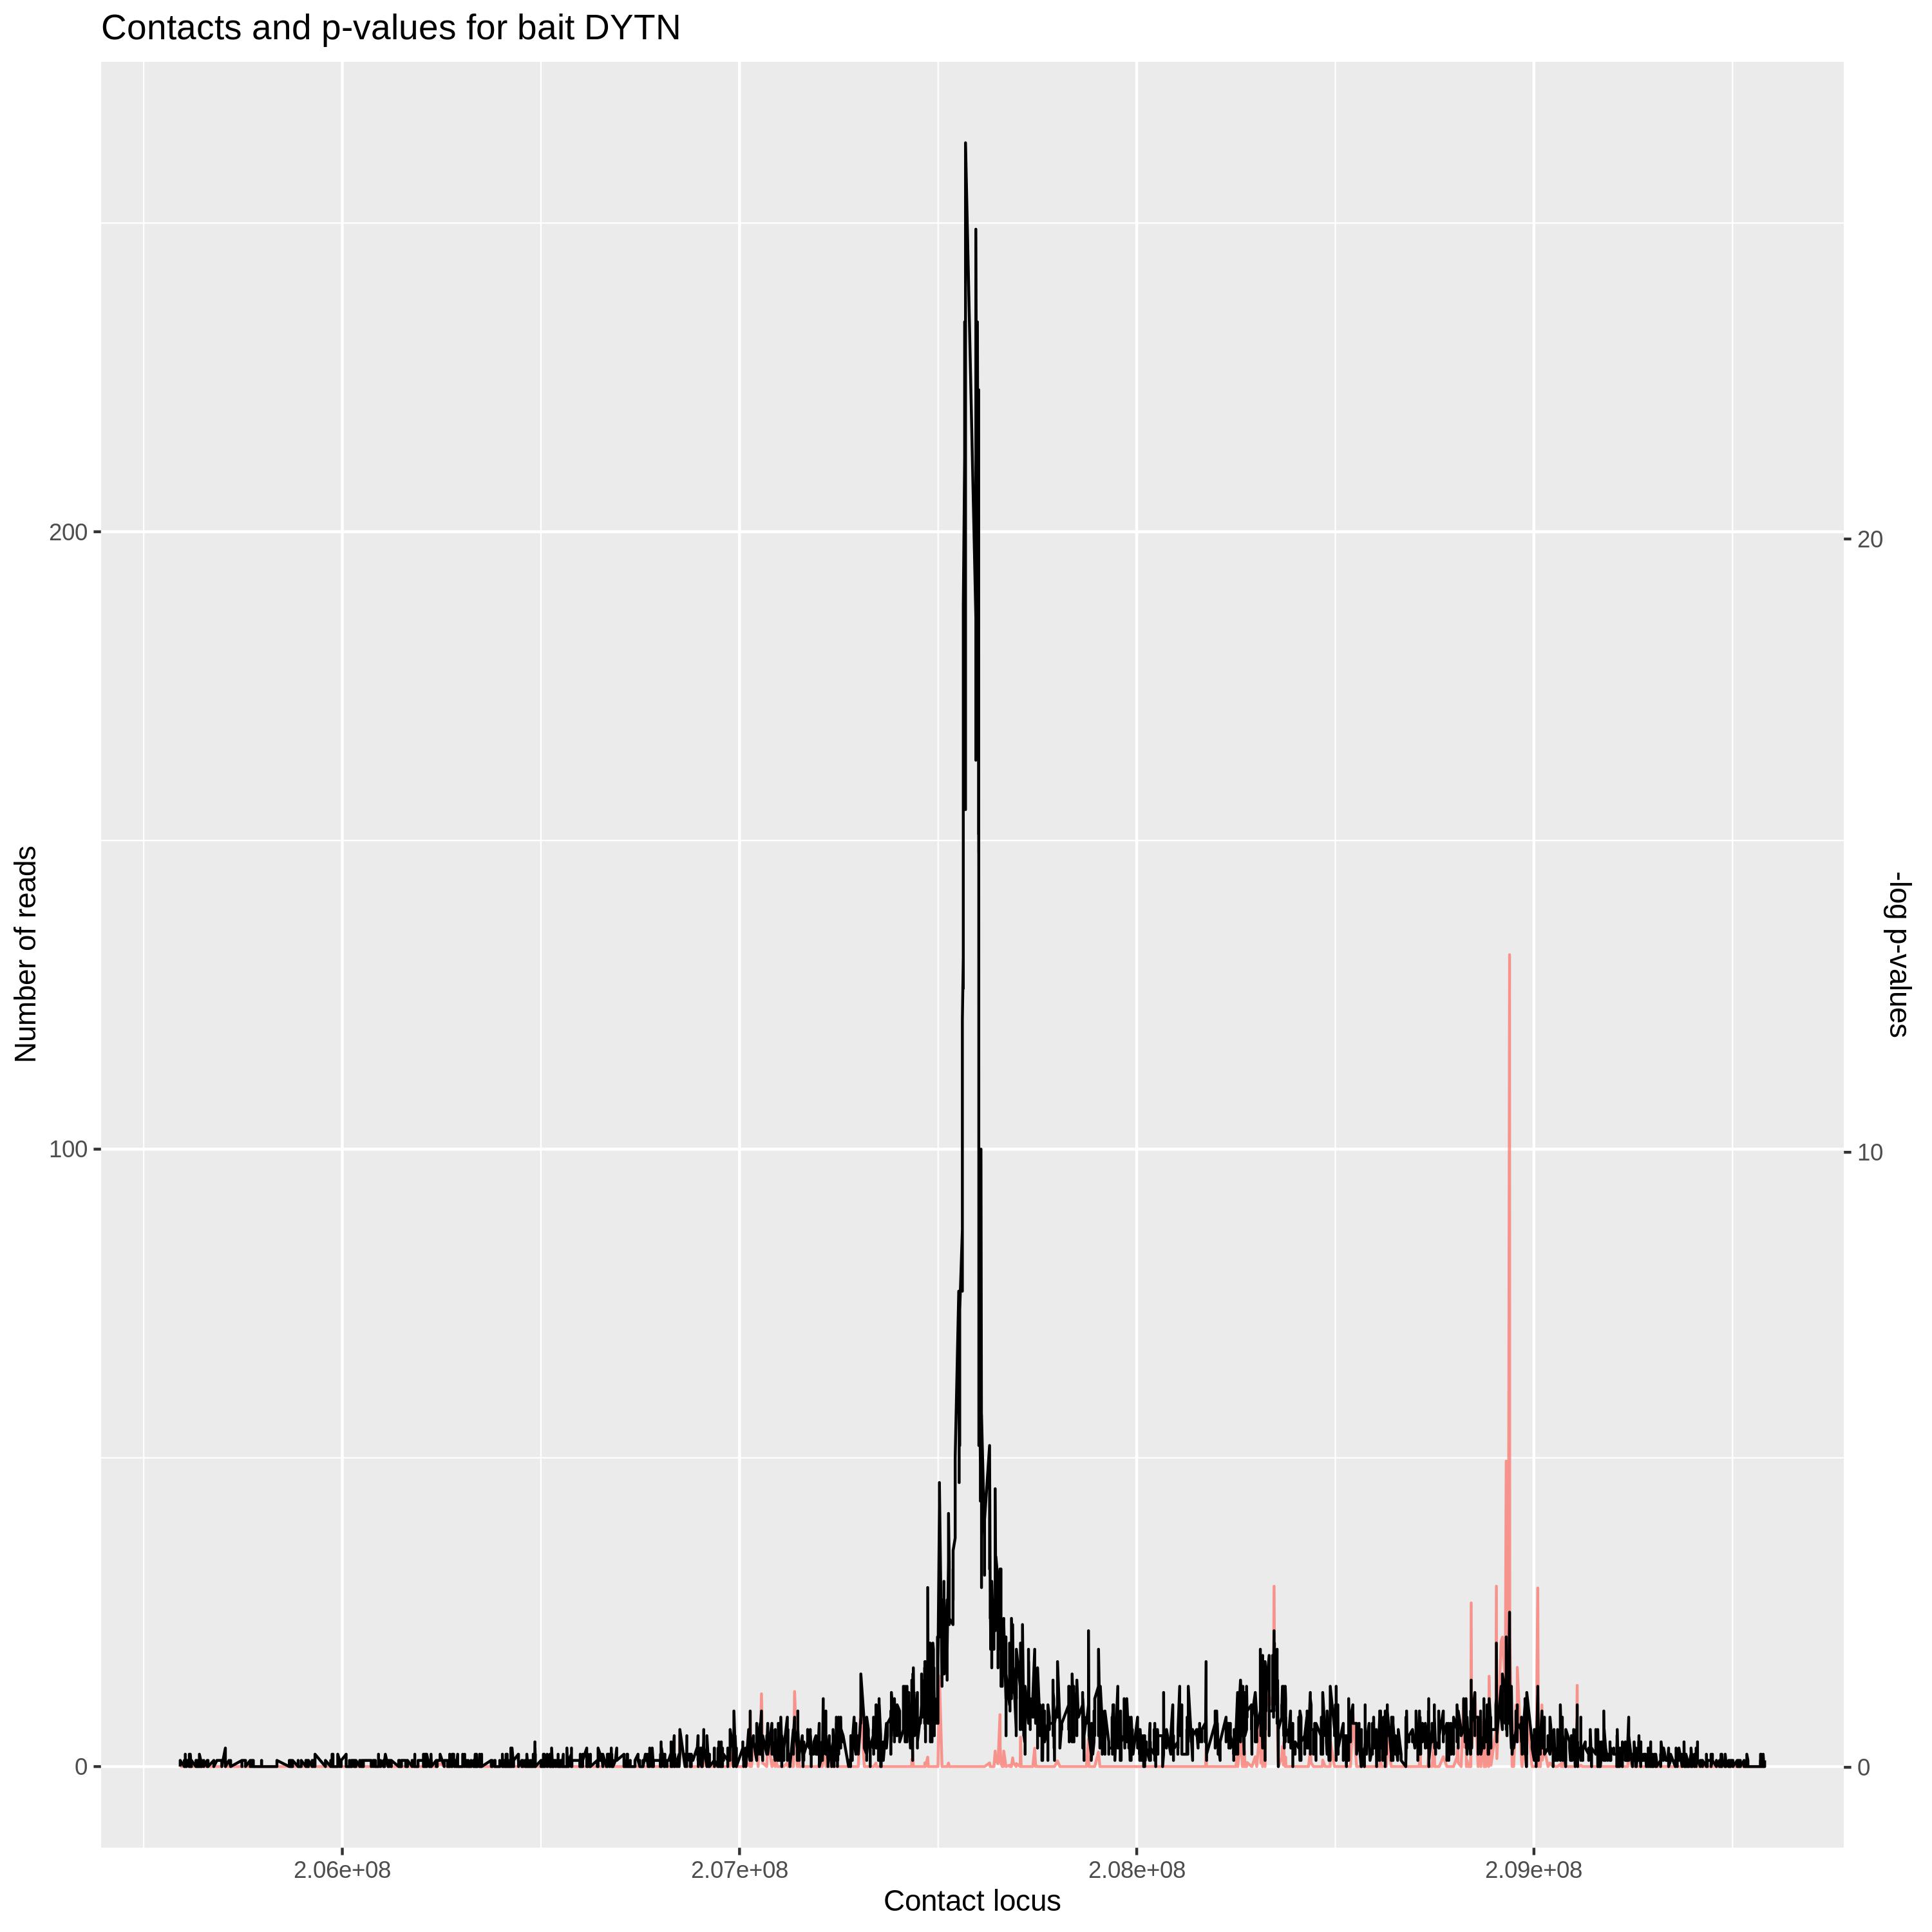 Contacts and p-values for bait DYTN
Number of reads
200
100
0
20
10
0
-log p-values
2.06e+08
2.07e+08
2.08e+08
2.09e+08
Contact locus